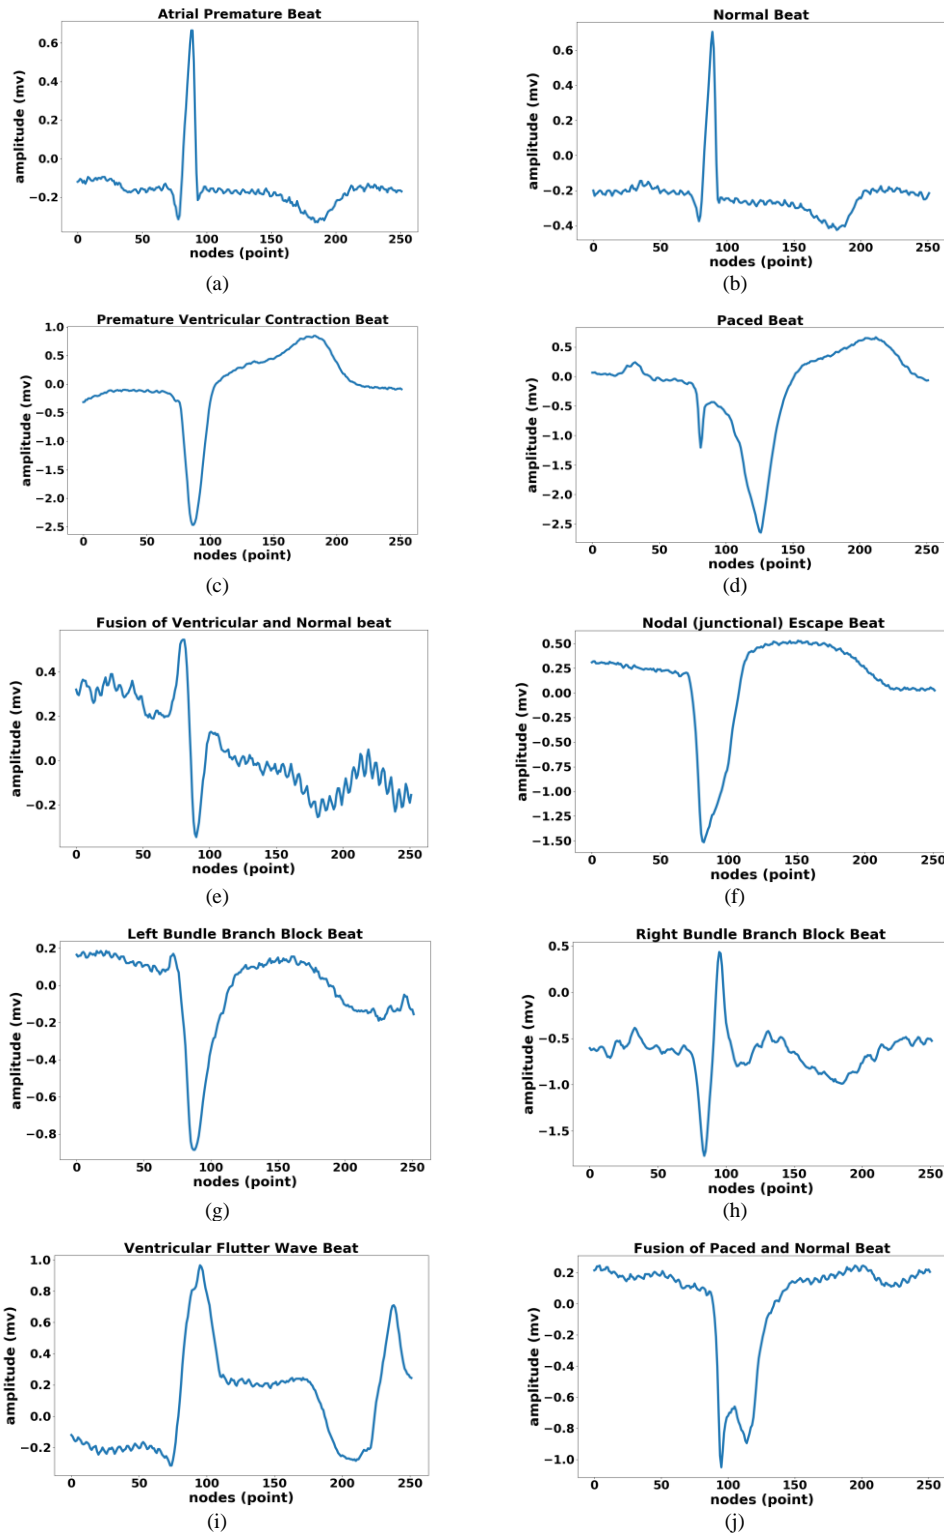 Atrial Premature Beat
amplitude (mv)
0.6
0.4
0.2
0.0
−0.2
0 50 100 150 200 250
nodes (point)
(a)
Normal Beat
amplitude (mv)
0.6
0.4
0.2
0.0
−0.2
−0.4
0 50 100 150 200 250
nodes (point)
(b)
Premature Ventricular Contraction Beat
amplitude (mv)
1.0
0.5
0.0
−0.5
−1.0
−1.5
−2.0
−2.5
0 50 100 150 200 250
nodes (point)
(c)
Paced Beat
amplitude (mv)
0.5
0.0
−0.5
−1.0
−1.5
−2.0
−2.5
0 50 100 150 200 250
nodes (point)
(d)
Fusion of Ventricular and Normal beat
amplitude (mv)
0.4
0.2
0.0
−0.2
0 50 100 150 200 250
nodes (point)
(e)
Nodal (junctional) Escape Beat
amplitude (mv)
0.50
0.25
0.00
−0.25
−0.50
−0.75
−1.00
−1.25
−1.50
0 50 100 150 200 250
nodes (point)
(f)
Left Bundle Branch Block Beat
amplitude (mv)
0.2
0.0
−0.2
−0.4
−0.6
−0.8
0 50 100 150 200 250
nodes (point)
(g)
Right Bundle Branch Block Beat
amplitude (mv)
0.5
0.0
−0.5
−1.0
−1.5
0 50 100 150 200 250
nodes (point)
(h)
Ventricular Flutter Wave Beat
amplitude (mv)
1.0
0.8
0.6
0.4
0.2
0.0
−0.2
0 50 100 150 200 250
nodes (point)
(i)
Fusion of Paced and Normal Beat
amplitude (mv)
0.2
0.0
−0.2
−0.4
−0.6
−0.8
−1.0
0 50 100 150 200 250
nodes (point)
(j)